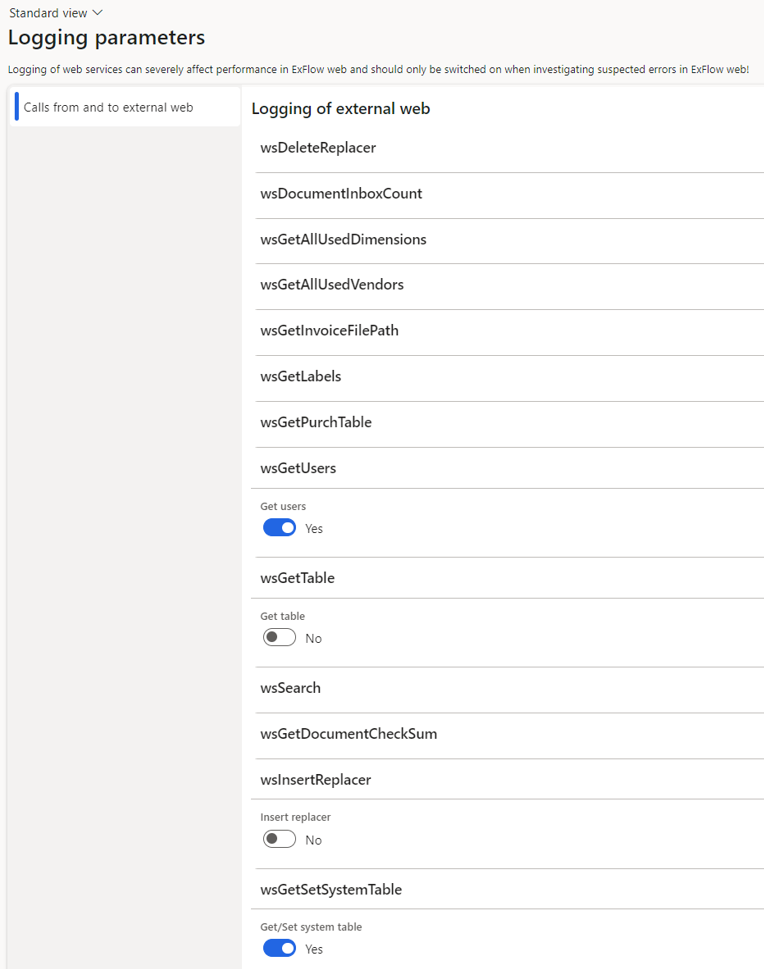 Standard view
Logging parameters
Logging of web services can severely affect performance in ExFlow web and should only be switched on when investigating suspected errors in ExFlow web!
Calls from and to external web
Logging of external web
wsDeleteReplacer
wsDocumentInboxCount
wsGetAllUsedDimensions
wsGetAllUsedVendors
wsGetInvoiceFilePath
wsGetLabels
wsGetPurchTable
wsGetUsers
Get users
Yes
wsGetTable
Get table
No
wsSearch
wsGetDocumentCheckSum
wsInsertReplacer
Insert replacer
No
wsGetSetSystemTable
Get/Set system table
Yes